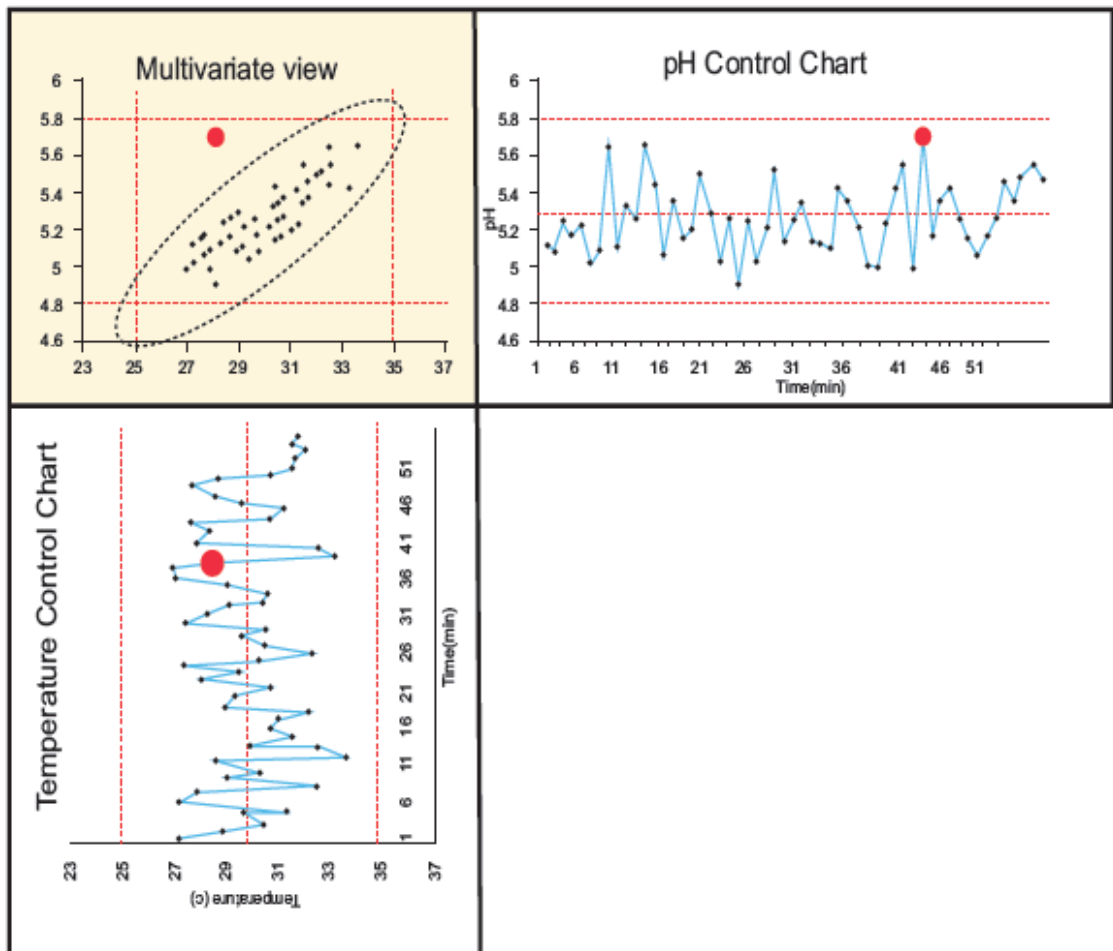 Multivariate view
6
5.8
5.6
5.4
5.2
5
4.8
4.6
23 25 27 29 31 33 35 37
pH Control Chart
6
5.8
5.6
5.4
5.2
5
4.8
4.6
pH
1 6 11 16 21 26 31 36 41 46 51
Time(min)
Temperature Control Chart
51
46
41
36
31
26
21
16
11
6
1
Time(min)
23 25 27 29 31 33 35 37
Temperature (c)